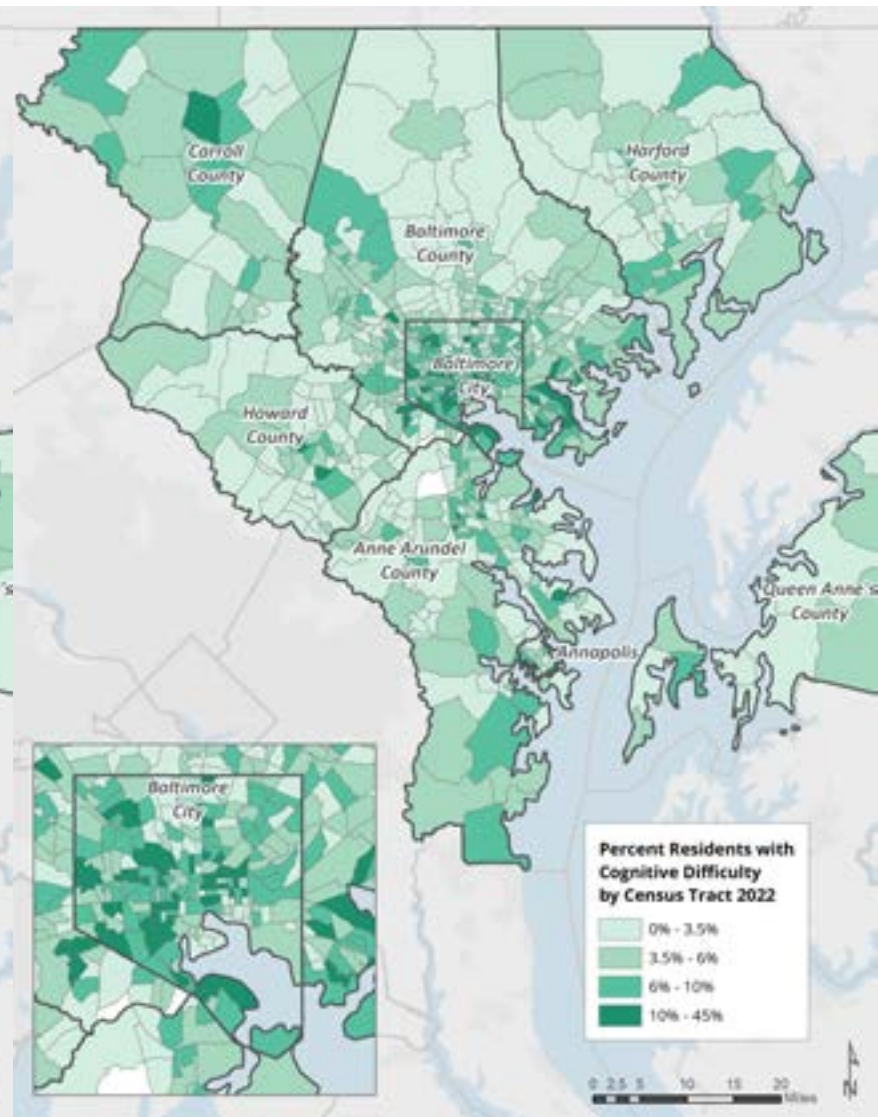 Carroll
County
Harford
County
Baltimore
County
Baltimore
City
Howard
County
Anne Arundel
County
's
Queen Anne's
County
Annapolis
Baltimore
City
Percent Residents with
Cognitive Difficulty
by Census Tract 2022
0% - 3.5%
3.5% - 6%
6% - 10%
10% - 45%
0 2.5 5 10 15 20
Miles
N